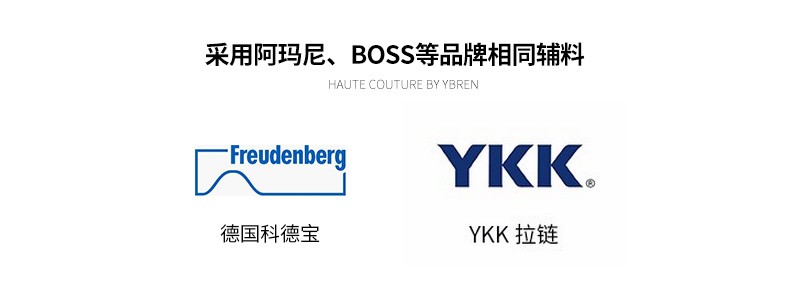 采用阿玛尼、BOSS等品牌相同辅料
HAUTE COUTURE BY YBREN
Freudenberg
YKK®
德国科德宝
YKK 拉链